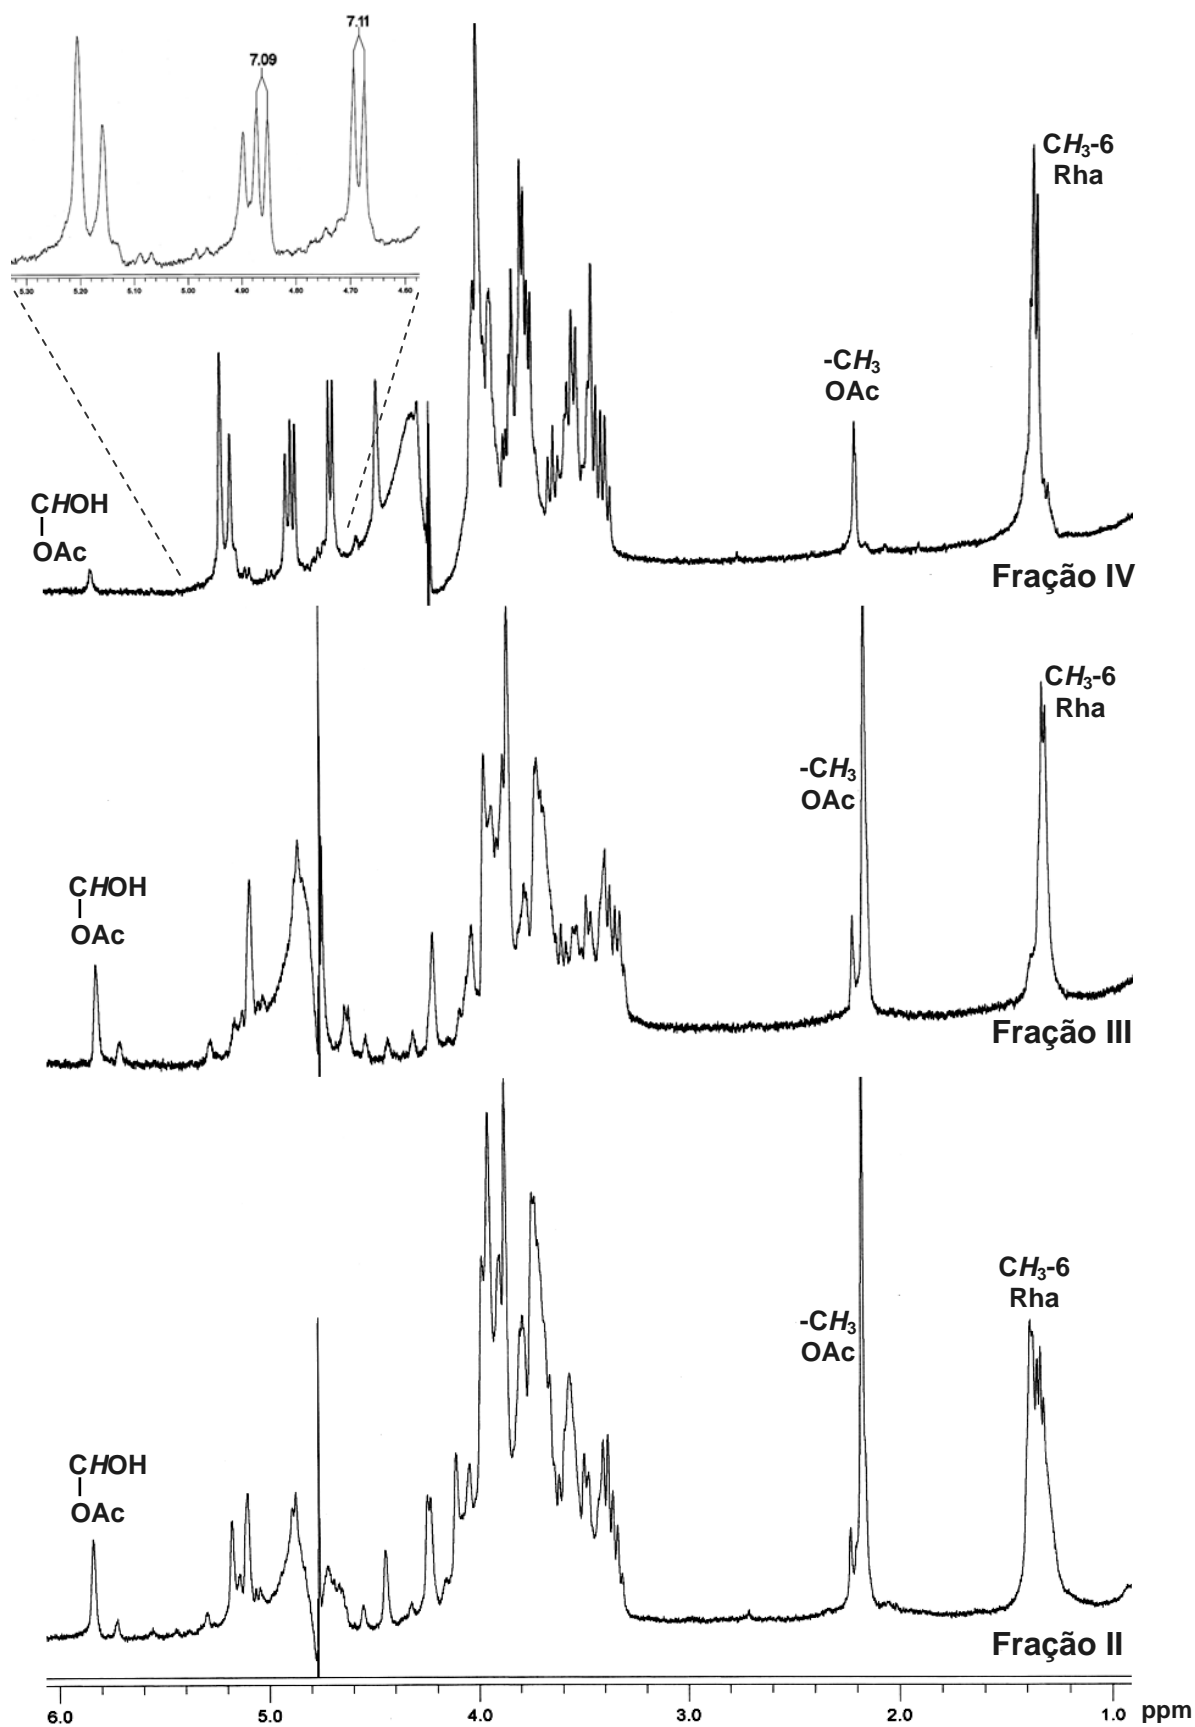 7.11
7.09
5.30 5.20 5.10 5.00 4.90 4.80 4.70 4.60
CH3-6
Rha
-CH3
OAc
CHOH
OAc
Fração IV
CH3-6
Rha
-CH3
OAc
CHOH
OAc
Fração III
CH3-6
Rha
-CH3
OAc
CHOH
OAc
Fração II
6.0 5.0 4.0 3.0 2.0 1.0 ppm